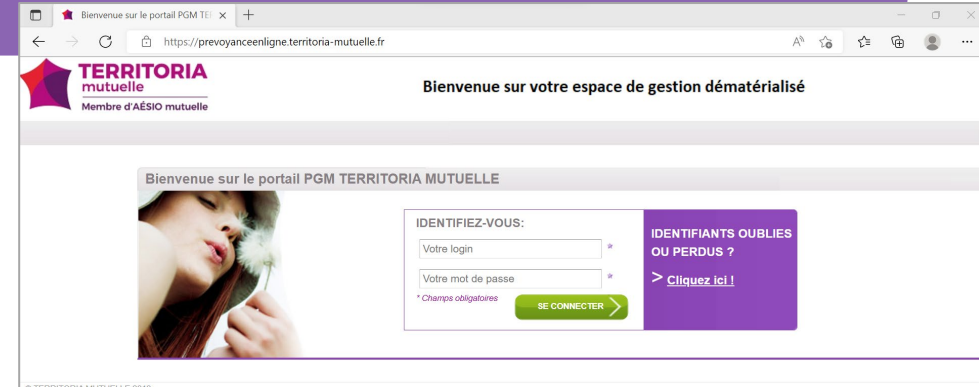 Bienvenue sur le portail PGM TE
https://prevoyanceenligne.territoria-mutuelle.fr
TERRITORIA
mutuelle
Membre d'AÉSIO mutuelle
Bienvenue sur votre espace de gestion dématérialisé
Bienvenue sur le portail PGM TERRITORIA MUTUELLE
IDENTIFIEZ-VOUS:
Votre login *
Votre mot de passe *
* Champs obligatoires
SE CONNECTER
IDENTIFIANTS OUBLIES
OU PERDUS ?
> Cliquez ici !